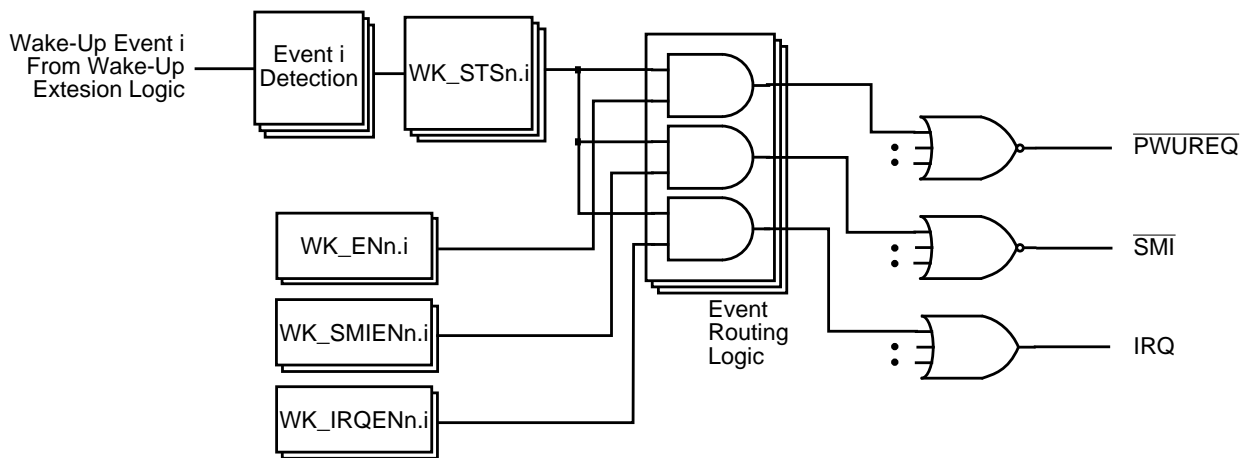 Wake-Up Event i
From Wake-Up
Extesion Logic
Event i
Detection
WK_STSn.i
PWUREQ
WK_ENn.i
SMI
WK_SMIENn.i
Event
Routing
Logic
IRQ
WK_IRQENn.i